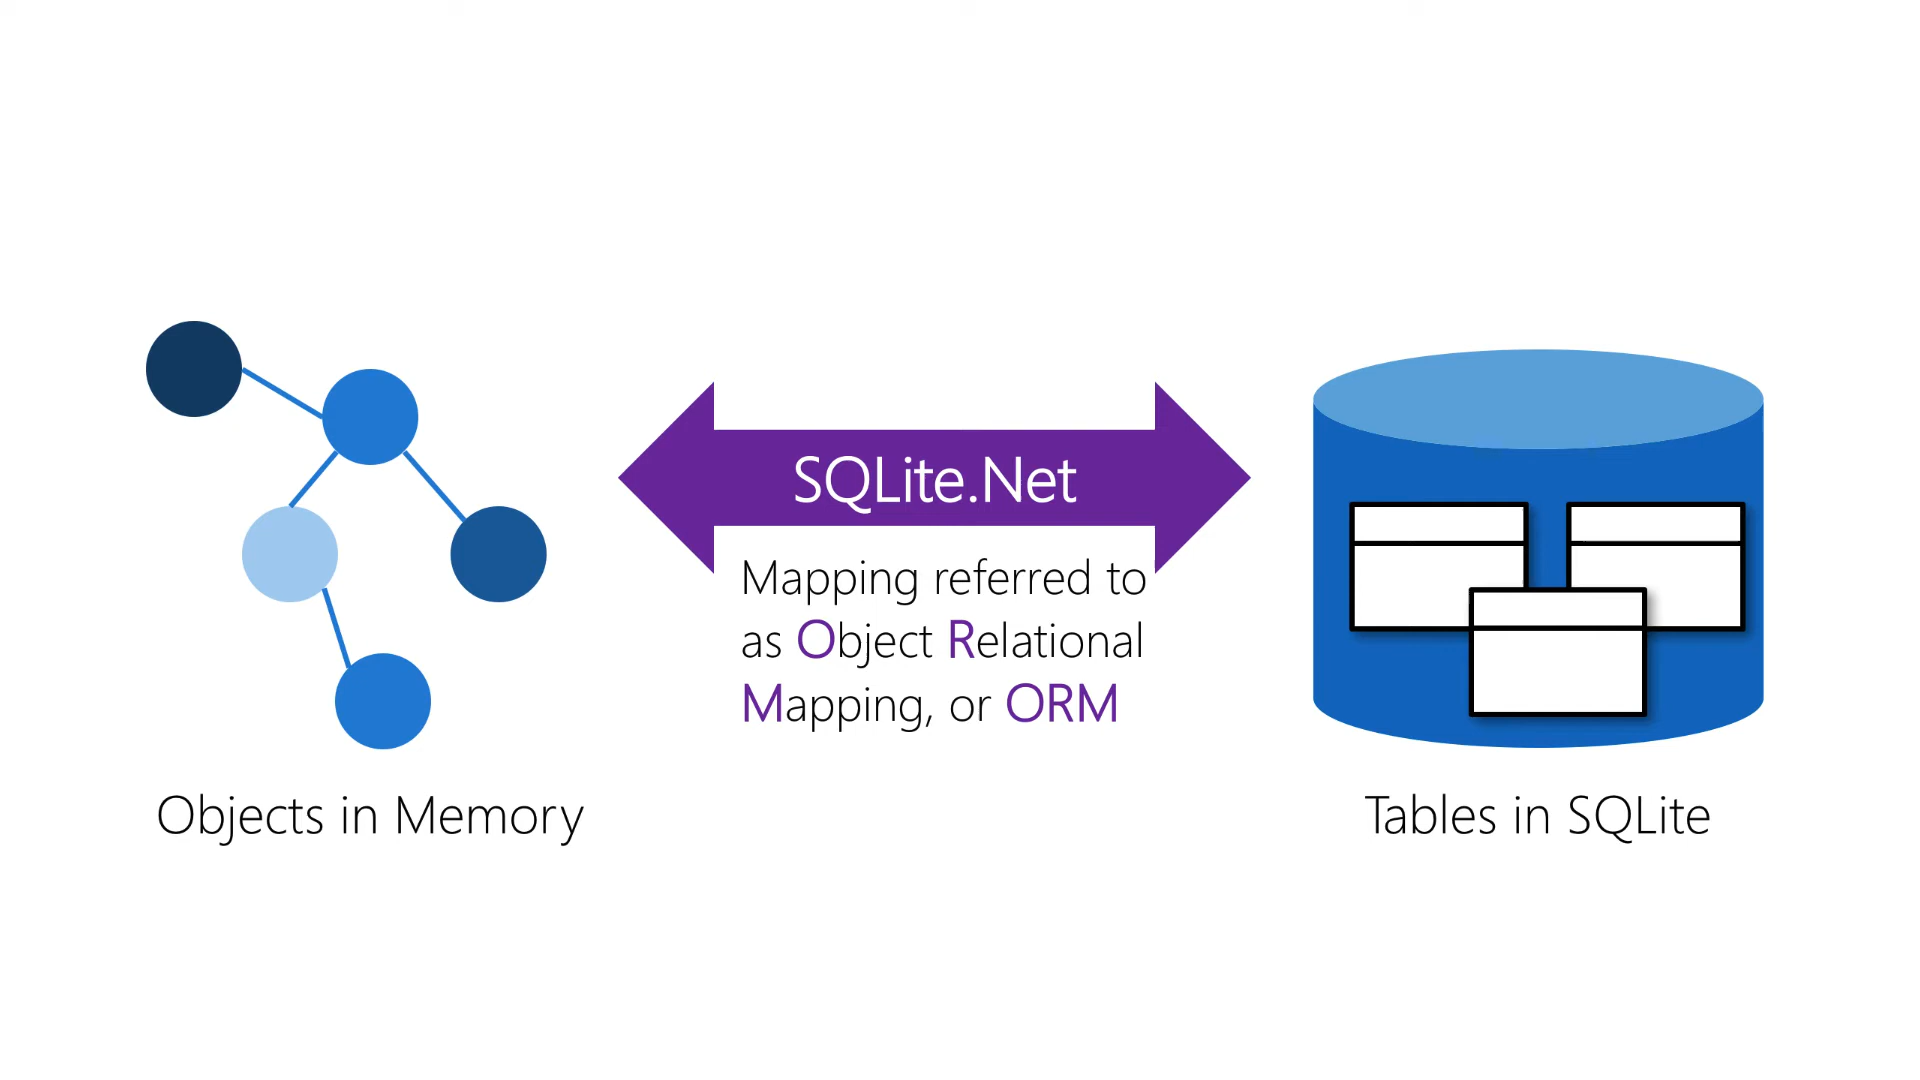 SQLite.Net
Mapping referred to
as Object Relational
Mapping, or ORM
Objects in Memory
Tables in SQLite